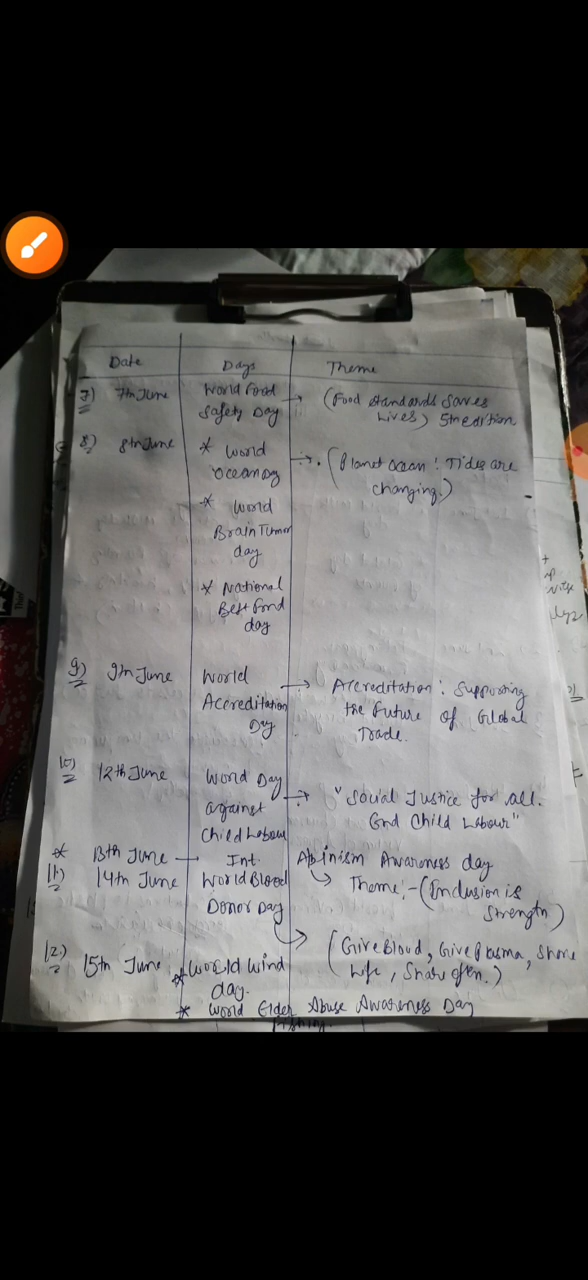 Date Days Theme
7) 7th June World Food → (Food standards saves
Safety Day Lives) 5th edition
8) 8th June * World → (Planet Ocean: Tides are
Ocean Day changing.)
* World
Brain Tumor
day
* National
Best friend
day
9) 9th June World → Accreditation: Supporting
Accreditation the future of Global
Day Trade.
10) 12th June World Day → "Social Justice for all.
against End Child Labour"
Child Labour
* 13th June → Int. Albinism Awareness day
11) 14th June World Blood Theme:- (Inclusion is
Donor Day Strength)
(Give Blood, Give Plasma, Share
12) 15th June * World Wind Life, Share often.)
day.
* World Elder Abuse Awareness Day